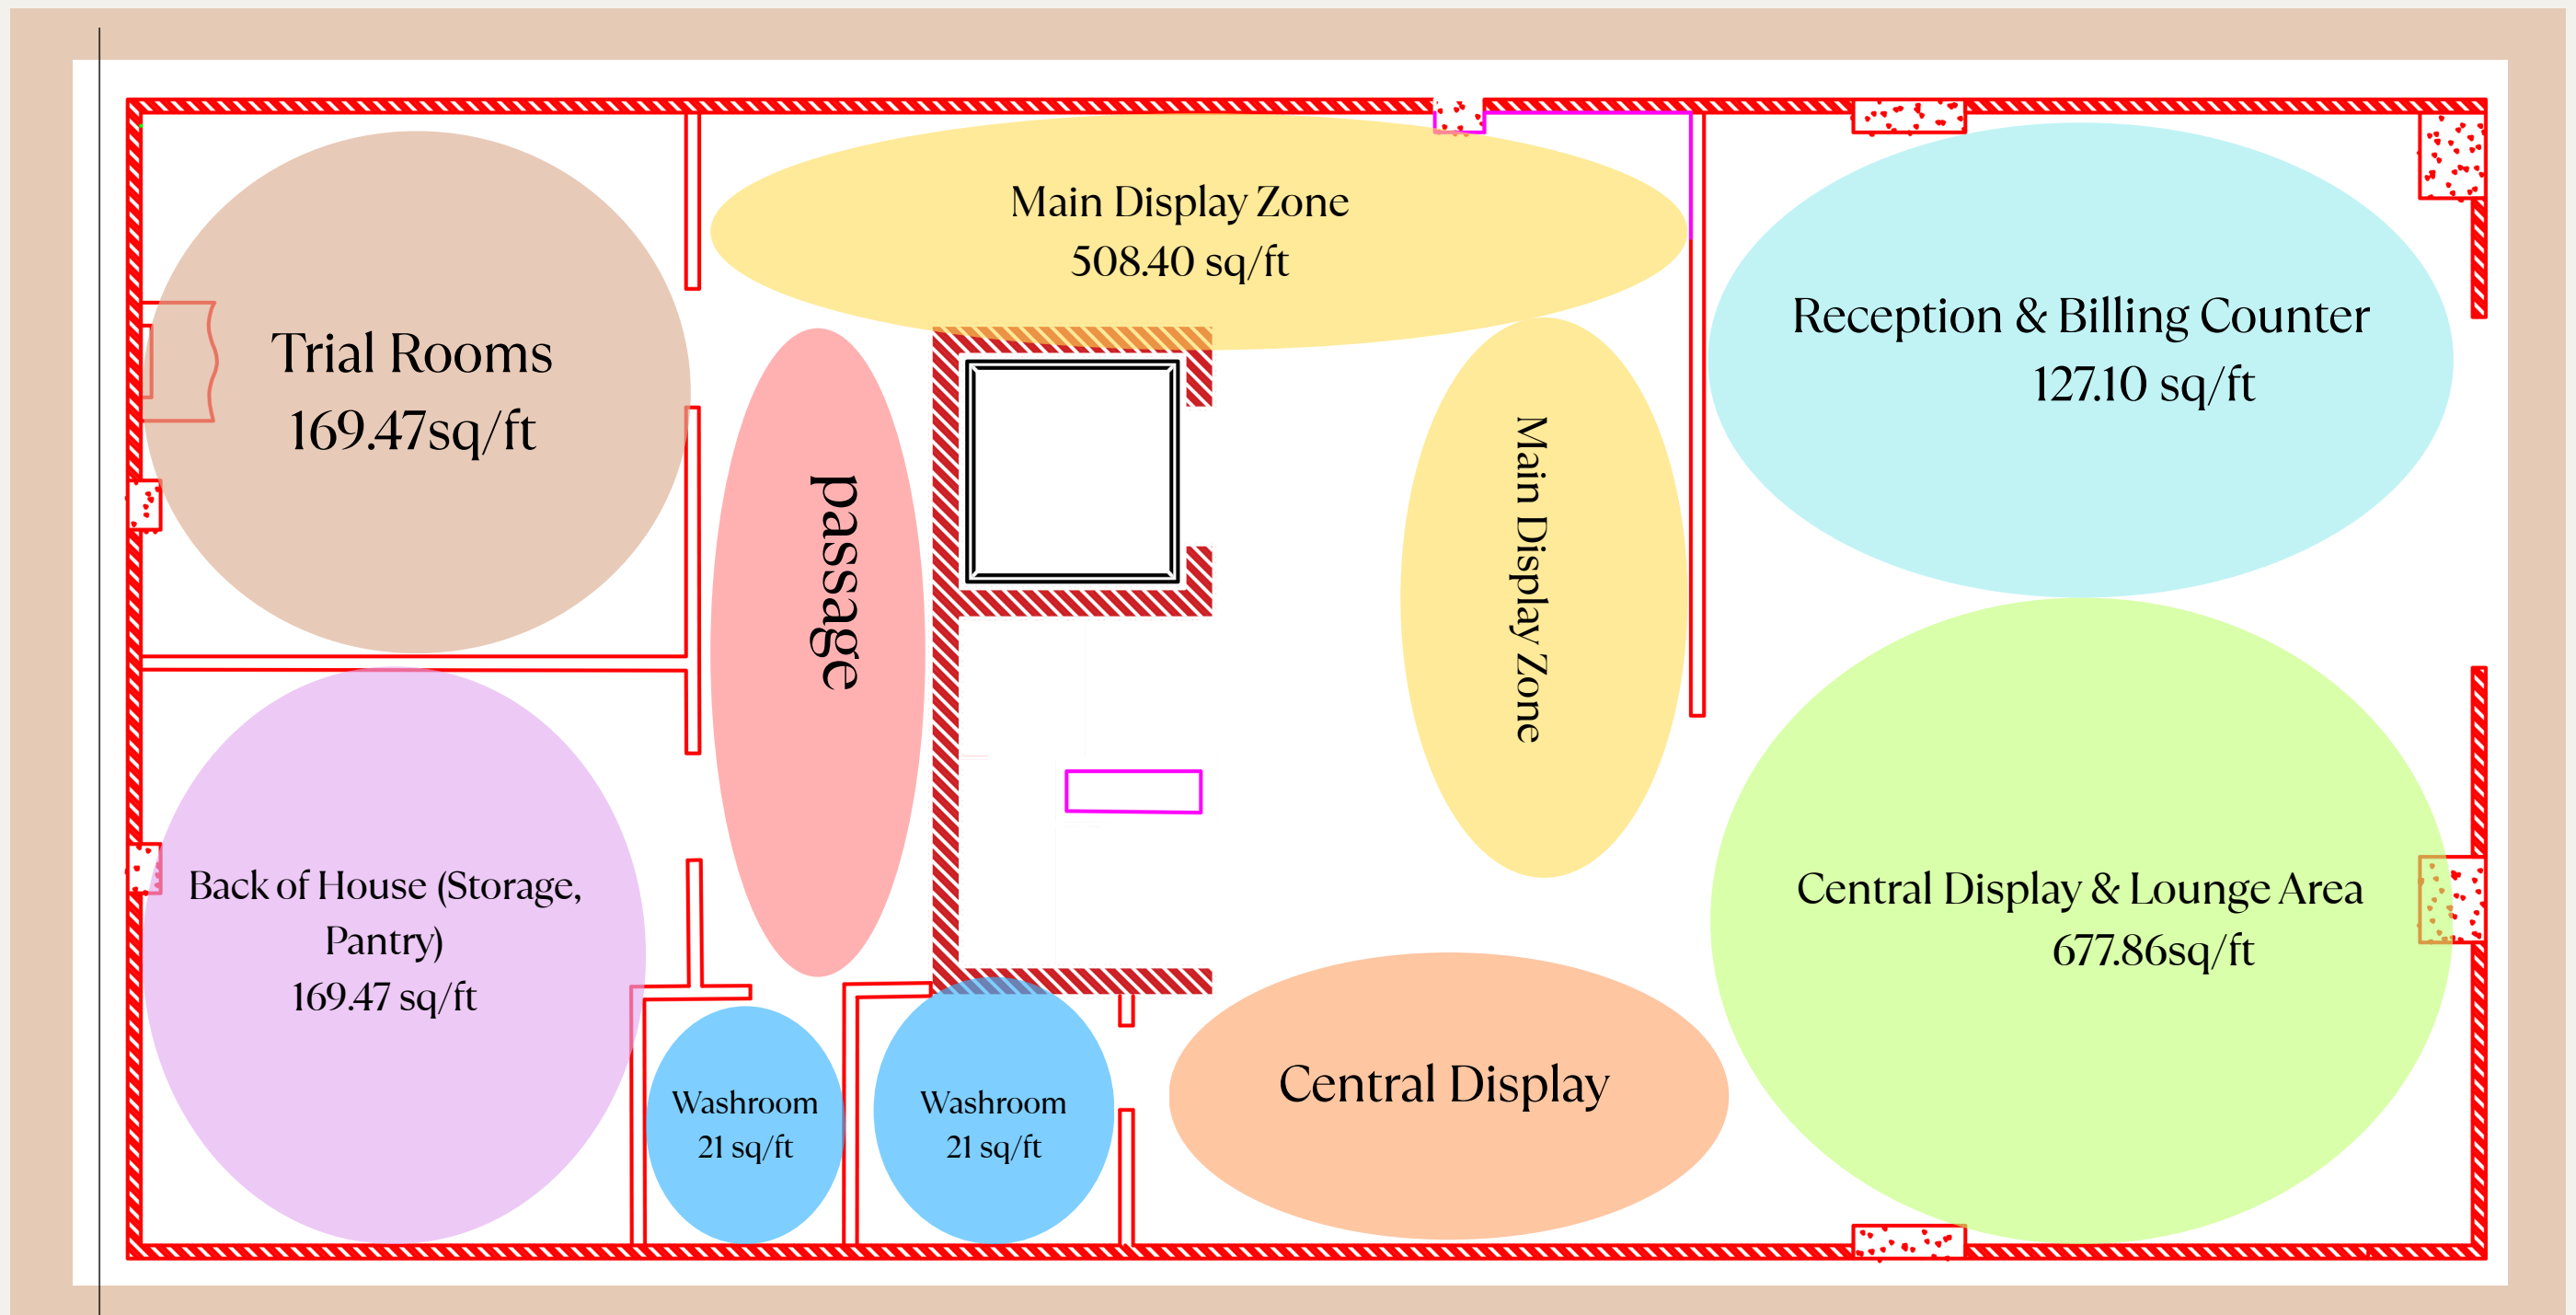 Main Display Zone
508.40 sq/ft
Reception & Billing Counter
127.10 sq/ft
Trial Rooms
169.47sq/ft
passage
Main Display Zone
Back of House (Storage,
Pantry)
169.47 sq/ft
Central Display & Lounge Area
677.86sq/ft
Washroom
21 sq/ft
Washroom
21 sq/ft
Central Display